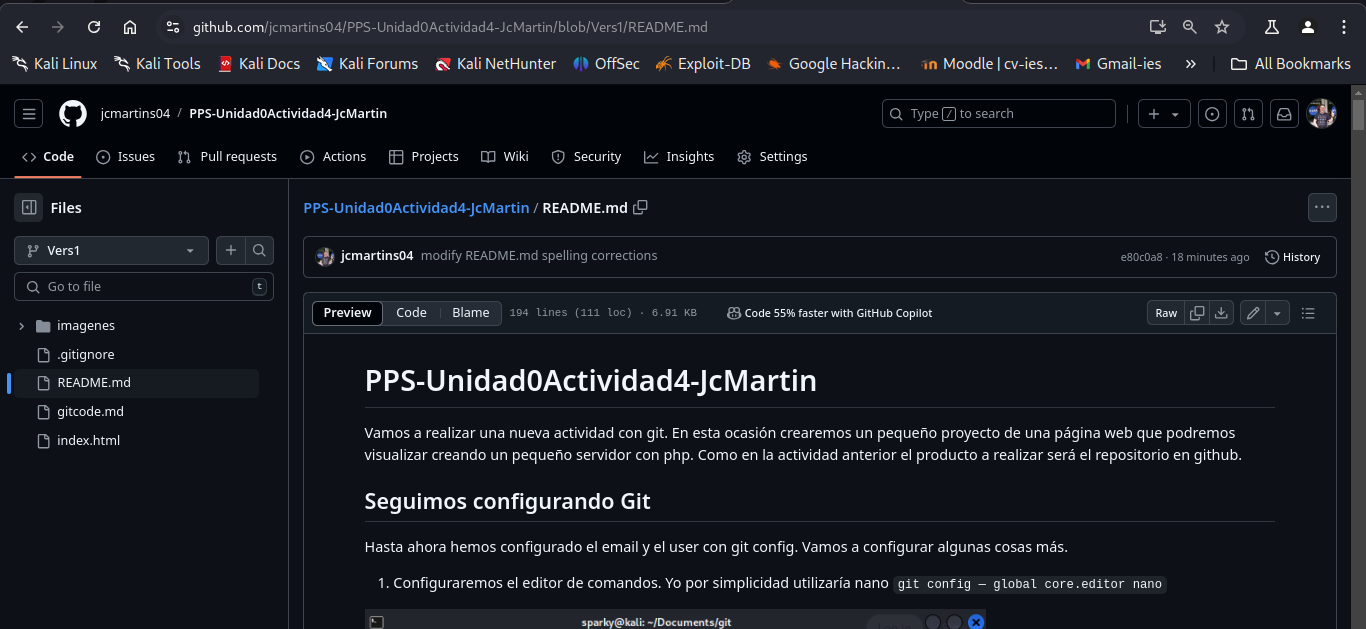 github.com/jcmartins04/PPS-Unidad0Actividad4-JcMartin/blob/Vers1/README.md
Kali Linux Kali Tools Kali Docs Kali Forums Kali NetHunter OffSec Exploit-DB Google Hackin… Moodle | cv-ies… Gmail-ies » All Bookmarks
jcmartins04 / PPS-Unidad0Actividad4-JcMartin Type / to search
Code Issues Pull requests Actions Projects Wiki Security Insights Settings
Files
PPS-Unidad0Actividad4-JcMartin / README.md
Vers1
jcmartins04 modify README.md spelling corrections e80c0a8 · 18 minutes ago History
Go to file t
Preview Code Blame 194 lines (111 loc) · 6.91 KB Code 55% faster with GitHub Copilot Raw
imagenes
.gitignore
README.md
gitcode.md
index.html
PPS-Unidad0Actividad4-JcMartin
Vamos a realizar una nueva actividad con git. En esta ocasión crearemos un pequeño proyecto de una página web que podremos
visualizar creando un pequeño servidor con php. Como en la actividad anterior el producto a realizar será el repositorio en github.
Seguimos configurando Git
Hasta ahora hemos configurado el email y el user con git config. Vamos a configurar algunas cosas más.
1. Configuraremos el editor de comandos. Yo por simplicidad utilizaría nano git config — global core.editor nano
sparky@kali: ~/Documents/git